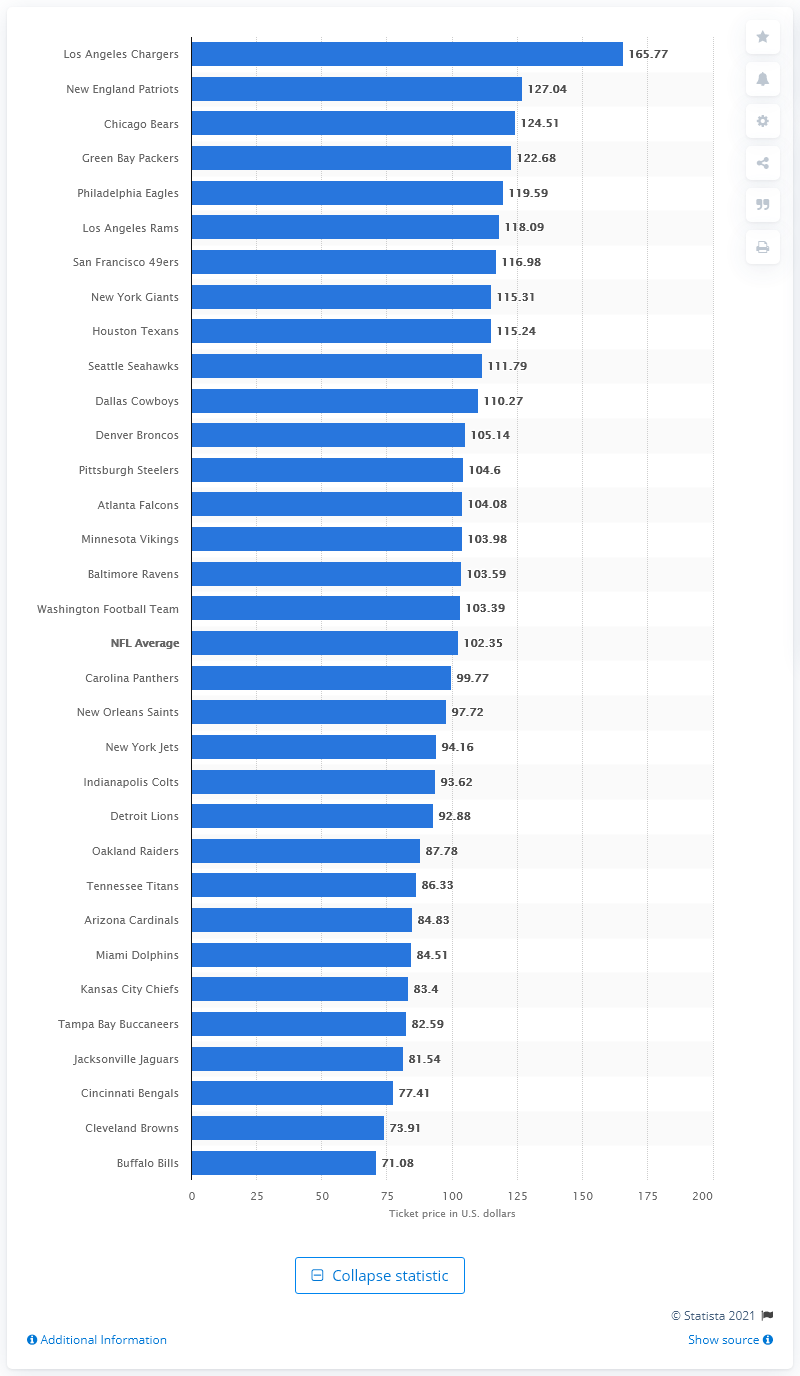 Los Angeles Chargers 165.77
New England Patriots 127.04
Chicago Bears 124.51
Green Bay Packers 122.68
Philadelphia Eagles 119.59
Los Angeles Rams 118.09
San Francisco 49ers 116.98
New York Giants 115.31
Houston Texans 115.24
Seattle Seahawks 111.79
Dallas Cowboys 110.27
Denver Broncos 105.14
Pittsburgh Steelers 104.6
Atlanta Falcons 104.08
Minnesota Vikings 103.98
Baltimore Ravens 103.59
Washington Football Team 103.39
NFL Average 102.35
Carolina Panthers 99.77
New Orleans Saints 97.72
New York Jets 94.16
Indianapolis Colts 93.62
Detroit Lions 92.88
Oakland Raiders 87.78
Tennessee Titans 86.33
Arizona Cardinals 84.83
Miami Dolphins 84.51
Kansas City Chiefs 83.4
Tampa Bay Buccaneers 82.59
Jacksonville Jaguars 81.54
Cincinnati Bengals 77.41
Cleveland Browns 73.91
Buffalo Bills 71.08
0 25 50 75 100 125 150 175 200
Ticket price in U.S. dollars
Collapse statistic
© Statista 2021
Additional Information Show source